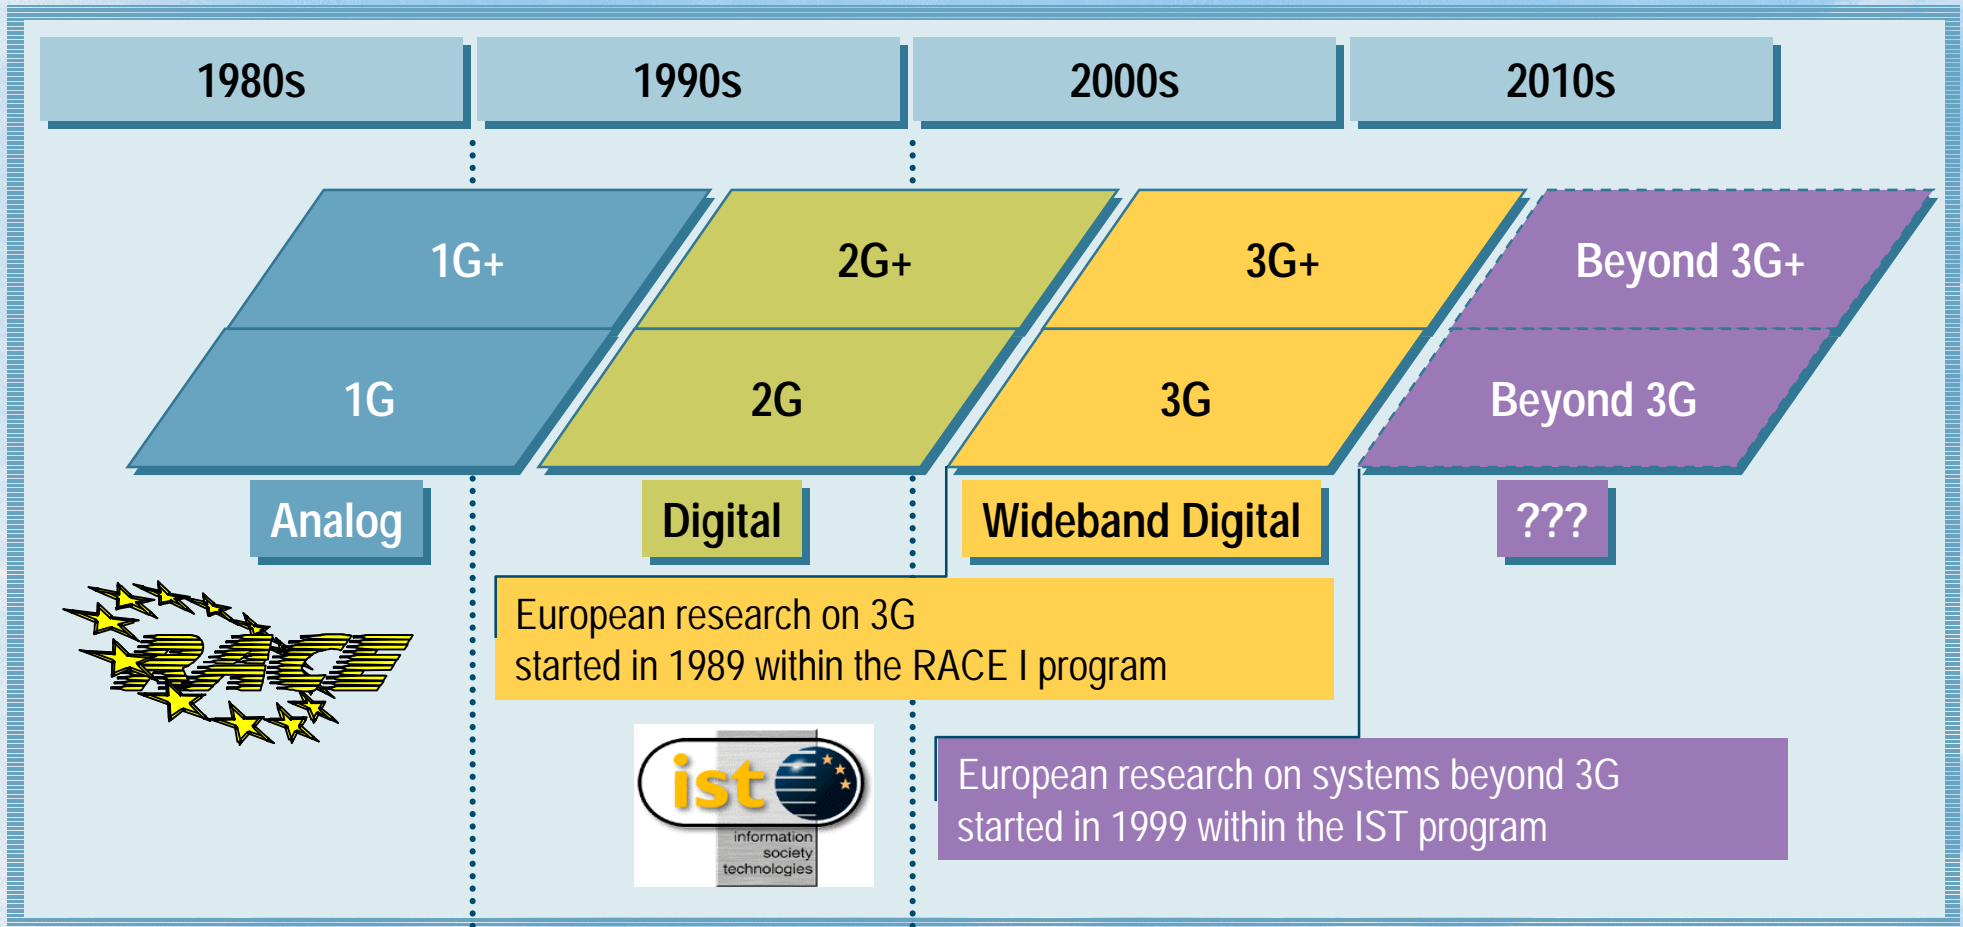 1980s
1990s
2000s
2010s
1G+
2G+
3G+
Beyond 3G+
1G
2G
3G
Beyond 3G
Analog
Digital
Wideband Digital
???
RACE
European research on 3G
started in 1989 within the RACE I program
ist
information
society
technologies
European research on systems beyond 3G
started in 1999 within the IST program